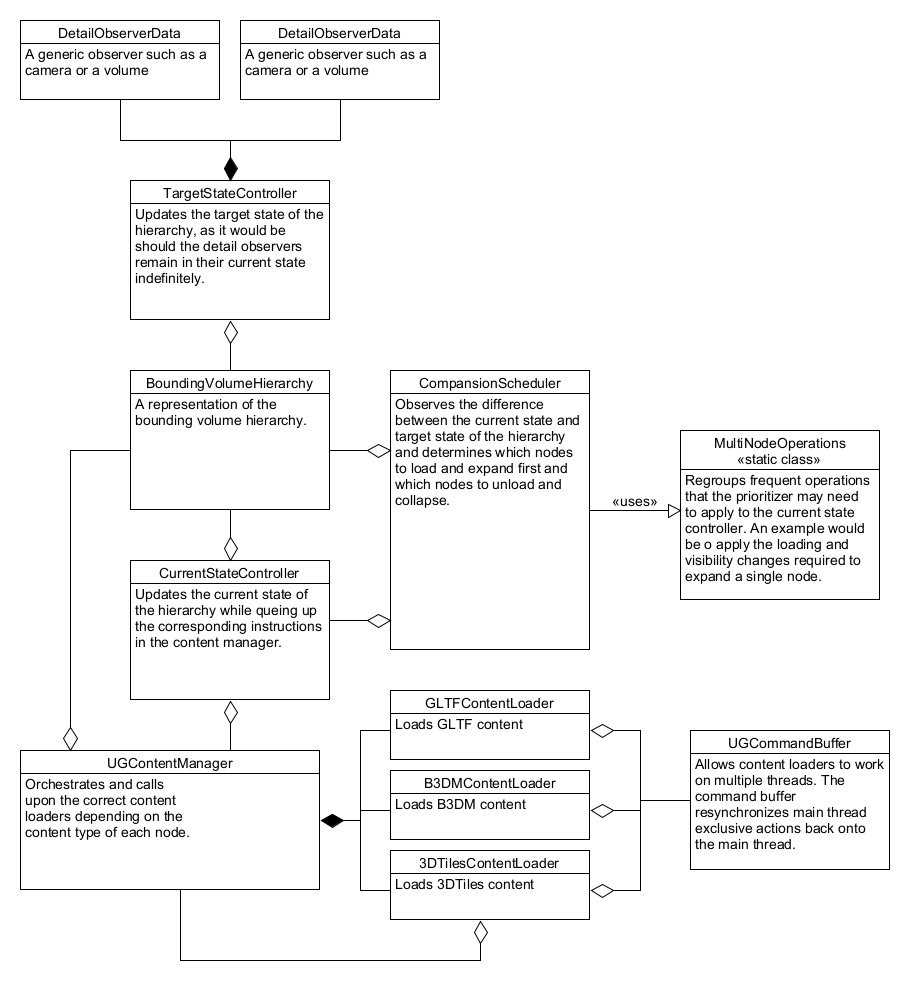 DetailObserverData
A generic observer such as a
camera or a volume
DetailObserverData
A generic observer such as a
camera or a volume
TargetStateController
Updates the target state of the
hierarchy, as it would be
should the detail observers
remain in their current state
indefinitely.
BoundingVolumeHierarchy
A representation of the
bounding volume hierarchy.
CompansionScheduler
Observes the difference
between the current state and
target state of the hierarchy
and determines which nodes
to load and expand first and
which nodes to unload and
collapse.
«uses»
MultiNodeOperations
«static class»
Regroups frequent operations
that the prioritizer may need
to apply to the current state
controller. An example would
be o apply the loading and
visibility changes required to
expand a single node.
CurrentStateController
Updates the current state of
the hierarchy while queing up
the corresponding instructions
in the content manager.
UGContentManager
Orchestrates and calls
upon the correct content
loaders depending on the
content type of each node.
GLTFContentLoader
Loads GLTF content
B3DMContentLoader
Loads B3DM content
3DTilesContentLoader
Loads 3DTiles content
UGCommandBuffer
Allows content loaders to work
on multiple threads. The
command buffer
resynchronizes main thread
exclusive actions back onto
the main thread.